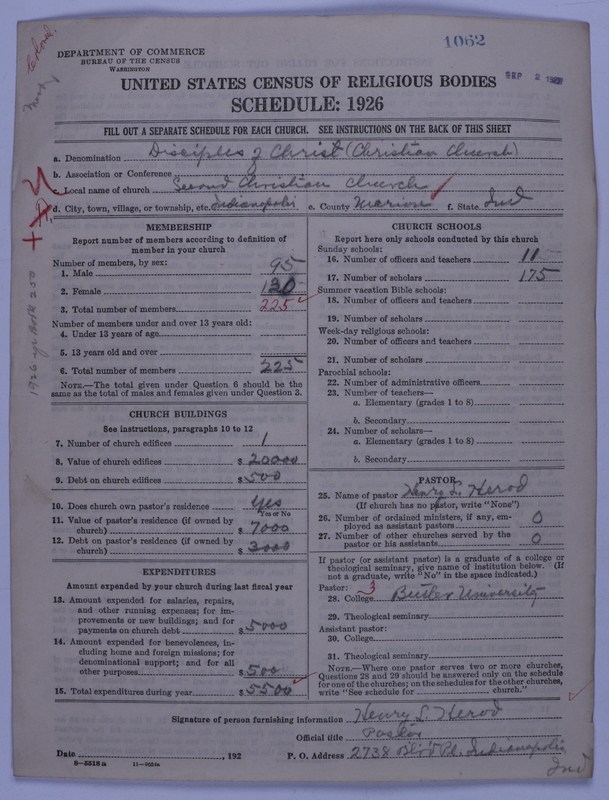 1062
DEPARTMENT OF COMMERCE
BUREAU OF THE CENSUS
WASHINGTON
SEP 2
UNITED STATES CENSUS OF RELIGIOUS BODIES
SCHEDULE: 1926
FILL OUT A SEPARATE SCHEDULE FOR EACH CHURCH. SEE INSTRUCTIONS ON THE BACK OF THIS SHEET
a. Denomination Disciples of Christ (Christian Church)
b. Association or Conference
c. Local name of church Second Christian Church
d. City, town, village, or township, etc. Indianapolis e. County Marion f. State Ind
MEMBERSHIP
Report number of members according to definition of
member in your church
Number of members, by sex:
1. Male 95
2. Female 130
3. Total number of members 225
Number of members under and over 13 years old:
4. Under 13 years of age
5. 13 years old and over
6. Total number of members 225
NOTE.—The total given under Question 6 should be the
same as the total of males and females given under Question 3.
CHURCH BUILDINGS
See instructions, paragraphs 10 to 12
7. Number of church edifices 1
8. Value of church edifices $ 20000
9. Debt on church edifices $ 500
10. Does church own pastor's residence Yes
Yes or No
11. Value of pastor's residence (if owned by
church) $ 7000
12. Debt on pastor's residence (if owned by
church) $ 3000
EXPENDITURES
Amount expended by your church during last fiscal year
13. Amount expended for salaries, repairs,
and other running expenses; for im-
provements or new buildings; and for
payments on church debt $ 5000
14. Amount expended for benevolences, in-
cluding home and foreign missions; for
denominational support; and for all
other purposes $ 500
15. Total expenditures during year $ 5500
CHURCH SCHOOLS
Report here only schools conducted by this church
Sunday schools:
16. Number of officers and teachers 11
17. Number of scholars 175
Summer vacation Bible schools:
18. Number of officers and teachers
19. Number of scholars
Week-day religious schools:
20. Number of officers and teachers
21. Number of scholars
Parochial schools:
22. Number of administrative officers
23. Number of teachers—
a. Elementary (grades 1 to 8)
b. Secondary
24. Number of scholars—
a. Elementary (grades 1 to 8)
b. Secondary
PASTOR
25. Name of pastor Henry L. Herod
(If church has no pastor, write "None")
26. Number of ordained ministers, if any, em-
ployed as assistant pastors 0
27. Number of other churches served by the
pastor or his assistants 0
If pastor (or assistant pastor) is a graduate of a college or
theological seminary, give name of institution below. (If
not a graduate, write "No" in the space indicated.)
Pastor: 3
28. College Butler University
29. Theological seminary
Assistant pastor:
30. College
31. Theological seminary
NOTE.—Where one pastor serves two or more churches,
Questions 28 and 29 should be answered only on the schedule
for one of the churches; on the schedules for the other churches,
write "See schedule for church."
Signature of person furnishing information Henry L. Herod
Official title Pastor
Date , 192 P. O. Address 2738 Blvd Pl. Indianapolis
Ind
8—5518 a 11—9064a
Colored.
1926 yr Book 250